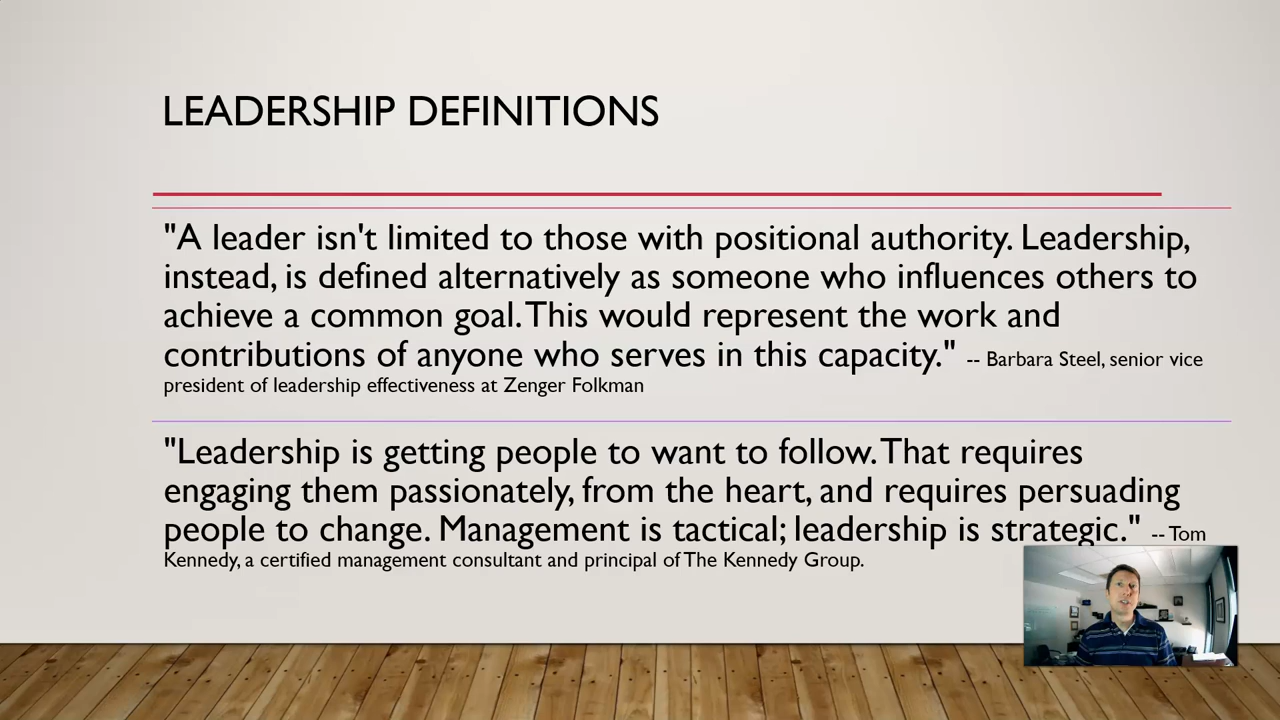 LEADERSHIP DEFINITIONS
"A leader isn't limited to those with positional authority. Leadership,
instead, is defined alternatively as someone who influences others to
achieve a common goal. This would represent the work and
contributions of anyone who serves in this capacity." -- Barbara Steel, senior vice
president of leadership effectiveness at Zenger Folkman
"Leadership is getting people to want to follow. That requires
engaging them passionately, from the heart, and requires persuading
people to change. Management is tactical; leadership is strategic." -- Tom
Kennedy, a certified management consultant and principal of The Kennedy Group.